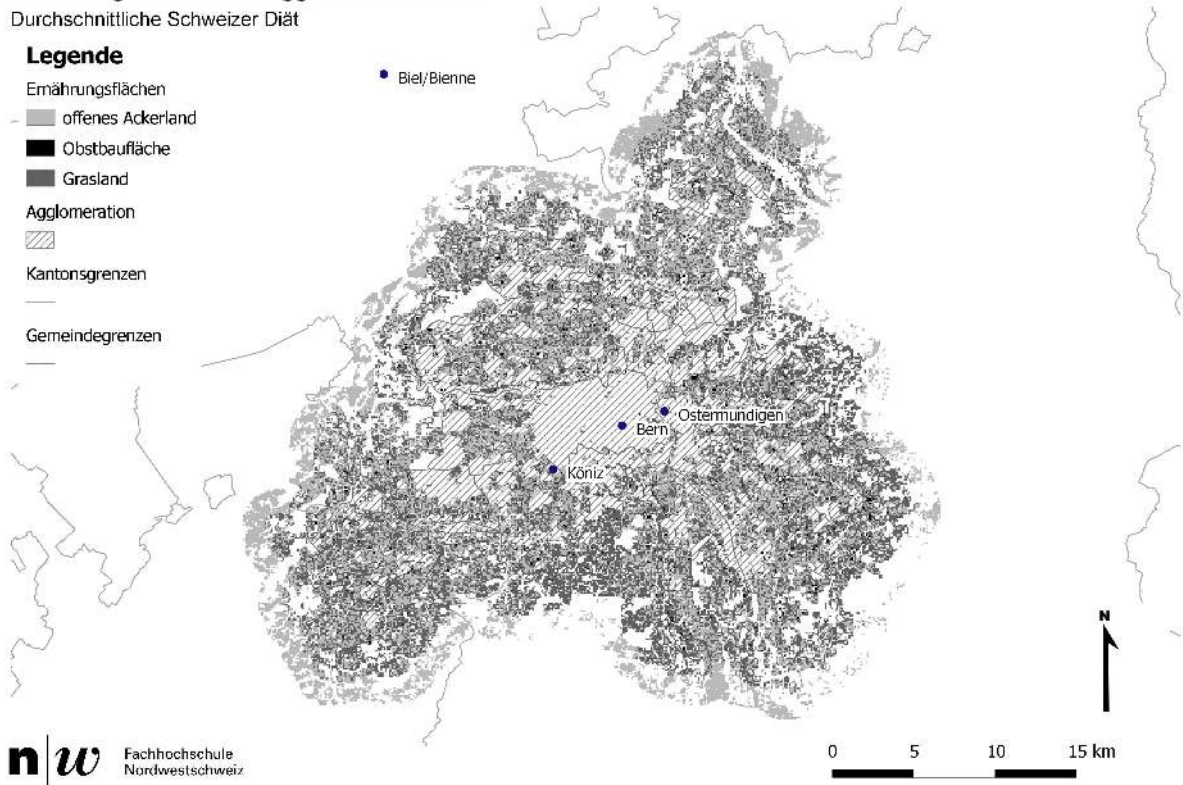 Durchschnittliche Schweizer Diät
Legende
Ernährungsflächen
offenes Ackerland
Obstbaufläche
Grasland
Agglomeration
Kantonsgrenzen
Gemeindegrenzen
Biel/Bienne
Ostermundigen
Bern
Köniz
N
n|w Fachhochschule
Nordwestschweiz
0 5 10 15 km